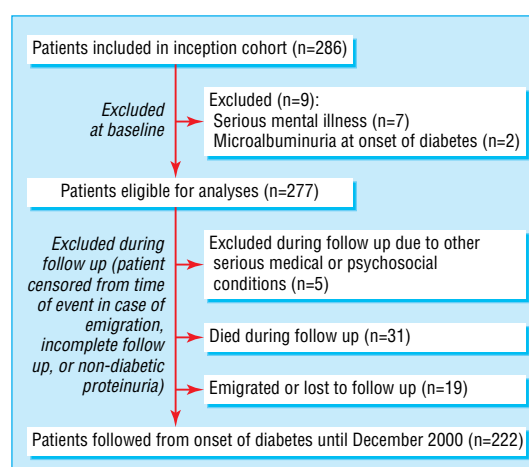 Patients included in inception cohort (n=286)
Excluded
at baseline
Excluded (n=9):
Serious mental illness (n=7)
Microalbuminuria at onset of diabetes (n=2)
Patients eligible for analyses (n=277)
Excluded during
follow up (patient
censored from time
of event in case of
emigration,
incomplete follow
up, or non-diabetic
proteinuria)
Excluded during follow up due to other
serious medical or psychosocial
conditions (n=5)
Died during follow up (n=31)
Emigrated or lost to follow up (n=19)
Patients followed from onset of diabetes until December 2000 (n=222)